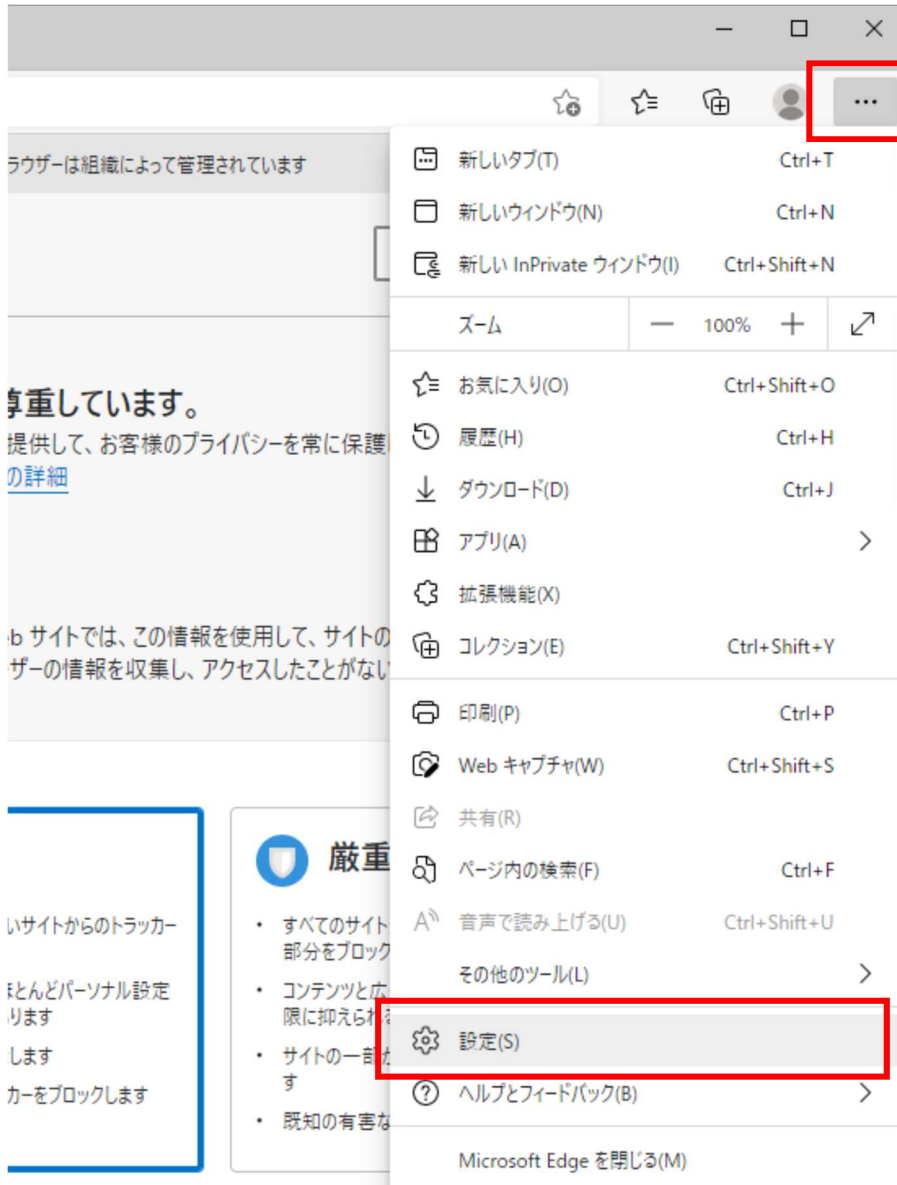 ラウザーは組織によって管理されています
新しいタブ(T) Ctrl+T
新しいウィンドウ(N) Ctrl+N
新しい InPrivate ウィンドウ(I) Ctrl+Shift+N
ズーム 100%
お気に入り(O) Ctrl+Shift+O
履歴(H) Ctrl+H
ダウンロード(D) Ctrl+J
アプリ(A)
拡張機能(X)
コレクション(E) Ctrl+Shift+Y
印刷(P) Ctrl+P
Web キャプチャ(W) Ctrl+Shift+S
共有(R)
ページ内の検索(F) Ctrl+F
音声で読み上げる(U) Ctrl+Shift+U
その他のツール(L)
設定(S)
ヘルプとフィードバック(B)
Microsoft Edge を閉じる(M)
尊重しています。
提供して、お客様のプライバシーを常に保護
の詳細
b サイトでは、この情報を使用して、サイトの
ザーの情報を収集し、アクセスしたことがない
いサイトからのトラッカー
ほとんどパーソナル設定
ります
します
カーをブロックします
厳重
・ すべてのサイト
部分をブロック
・ コンテンツと広
限に抑えられ
・ サイトの一部が
す
・ 既知の有害な